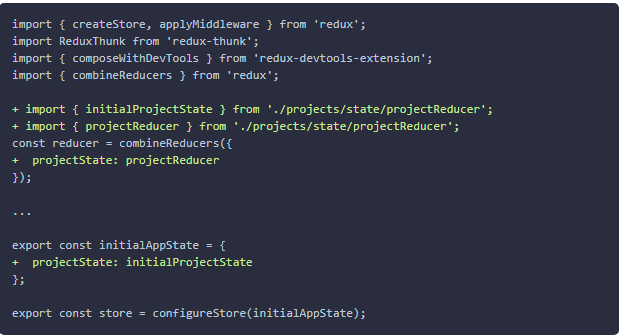 import { createStore, applyMiddleware } from 'redux';
import ReduxThunk from 'redux-thunk';
import { composeWithDevTools } from 'redux-devtools-extension';
import { combineReducers } from 'redux';
+ import { initialProjectState } from './projects/state/projectReducer';
+ import { projectReducer } from './projects/state/projectReducer';
const reducer = combineReducers({
+  projectState: projectReducer
});
...
export const initialAppState = {
+  projectState: initialProjectState
};
export const store = configureStore(initialAppState);